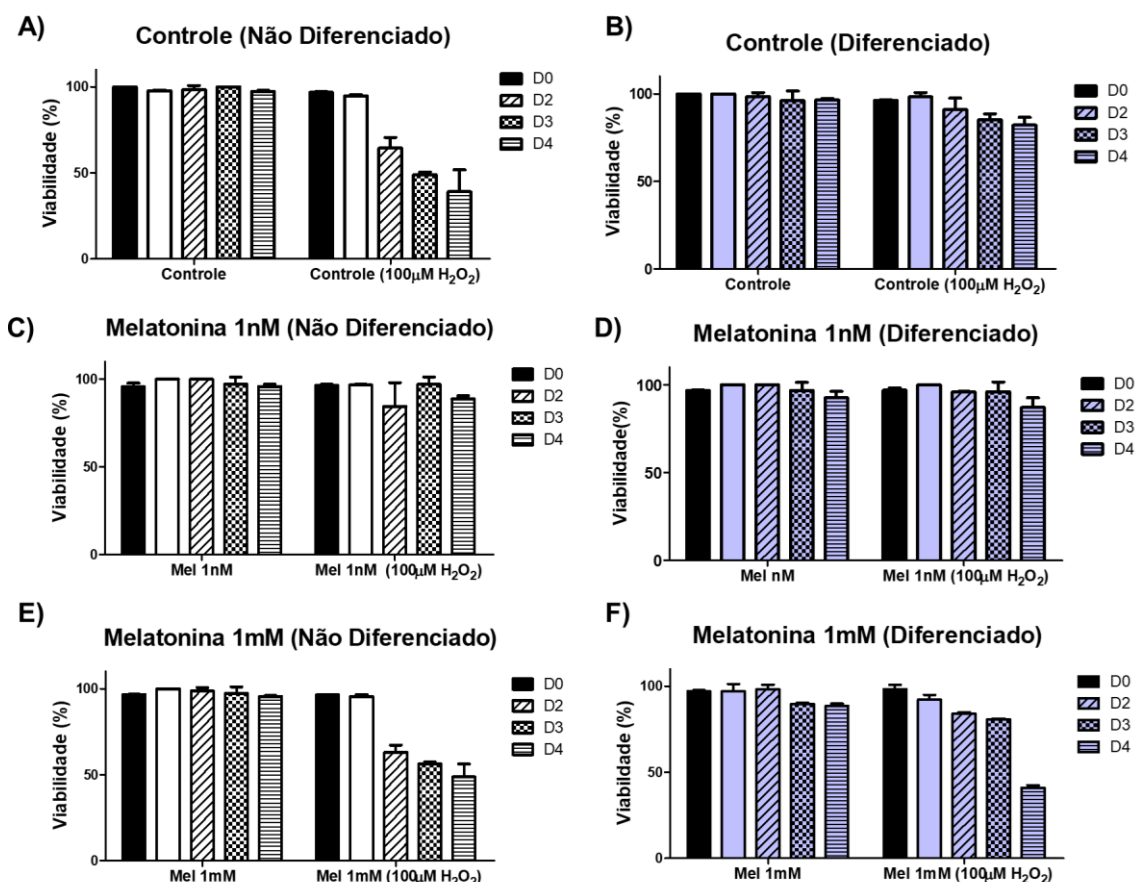 A)
Controle (Não Diferenciado)
Viabilidade (%)
100
50
0
Controle
Controle (100µM H₂O₂)
D0
D2
D3
D4
B)
Controle (Diferenciado)
Viabilidade (%)
100
50
0
Controle
Controle (100µM H₂O₂)
D0
D2
D3
D4
C)
Melatonina 1nM (Não Diferenciado)
Viabilidade (%)
100
50
0
Mel 1nM
Mel 1nM (100µM H₂O₂)
D0
D2
D3
D4
D)
Melatonina 1nM (Diferenciado)
Viabilidade(%)
100
50
0
Mel nM
Mel 1nM (100µM H₂O₂)
D0
D2
D3
D4
E)
Melatonina 1mM (Não Diferenciado)
Viabilidade (%)
100
50
0
Mel 1mM
Mel 1mM (100µM H₂O₂)
D0
D2
D3
D4
F)
Melatonina 1mM (Diferenciado)
Viabildade (%)
100
50
0
Mel 1mM
Mel 1mM (100µM H₂O₂)
D0
D2
D3
D4